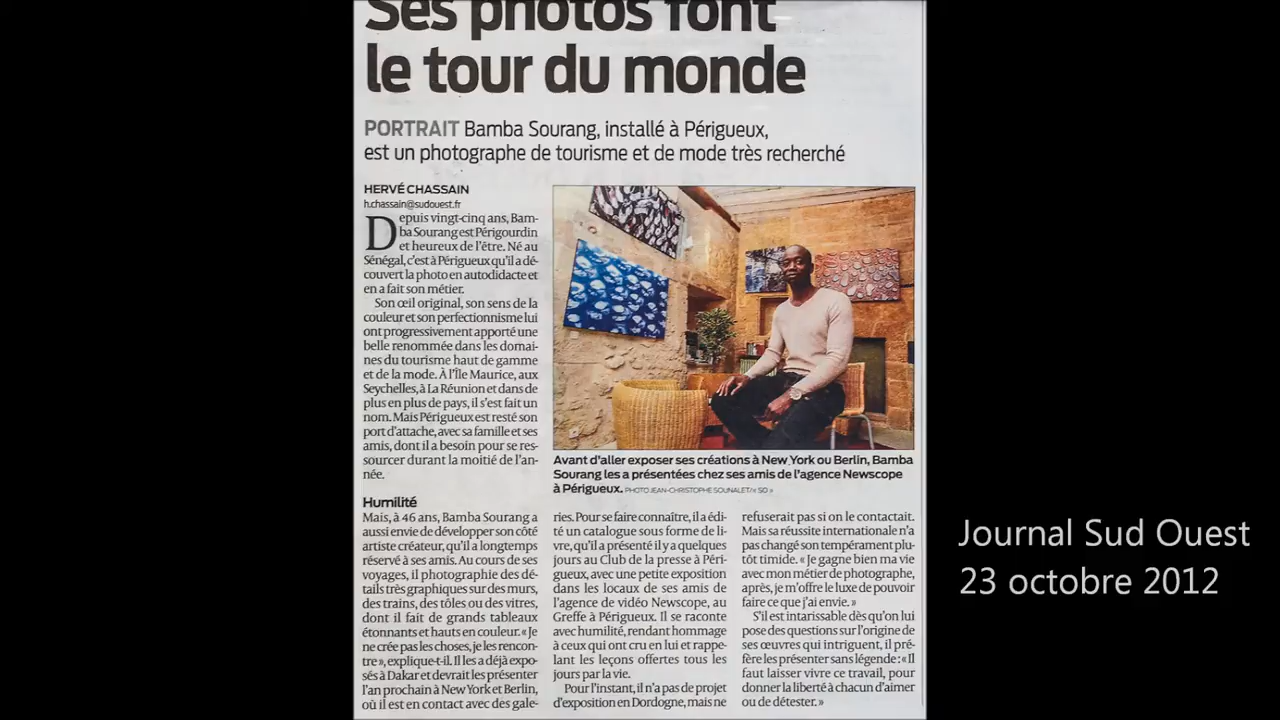 Ses photos font
le tour du monde
PORTRAIT Bamba Sourang, installé à Périgueux,
est un photographe de tourisme et de mode très recherché
HERVÉ CHASSAIN
h.chassain@sudouest.fr
Depuis vingt-cinq ans, Bam-
ba Sourang est Périgourdin
et heureux de l'être. Né au
Sénégal, c'est à Périgueux qu'il a dé-
couvert la photo en autodidacte et
en a fait son métier.
Son œil original, son sens de la
couleur et son perfectionnisme lui
ont progressivement apporté une
belle renommée dans les domai-
nes du tourisme haut de gamme
et de la mode. À l'Île Maurice, aux
Seychelles, à La Réunion et dans de
plus en plus de pays, il s'est fait un
nom. Mais Périgueux est resté son
port d'attache, avec sa famille et ses
amis, dont il a besoin pour se res-
sourcer durant la moitié de l'an-
née.
Humilité
Mais, à 46 ans, Bamba Sourang a
aussi envie de développer son côté
artiste créateur, qu'il a longtemps
réservé à ses amis. Au cours de ses
voyages, il photographie des dé-
tails très graphiques sur des murs,
des trains, des tôles ou des vitres,
dont il fait de grands tableaux
étonnants et hauts en couleur. « Je
ne crée pas les choses, je les rencon-
tre », explique-t-il. Il les a déjà expo-
sés à Dakar et devrait les présenter
l'an prochain à New York et Berlin,
où il est en contact avec des gale-
Avant d'aller exposer ses créations à New York ou Berlin, Bamba
Sourang les a présentées chez ses amis de l'agence Newscope
à Périgueux. PHOTO JEAN-CHRISTOPHE SOUNALET/« SO »
ries. Pour se faire connaître, il a édi-
té un catalogue sous forme de li-
vre, qu'il a présenté il y a quelques
jours au Club de la presse à Péri-
gueux, avec une petite exposition
dans les locaux de ses amis de
l'agence de vidéo Newscope, au
Greffe à Périgueux. Il se raconte
avec humilité, rendant hommage
à ceux qui ont cru en lui et rappe-
lant les leçons offertes tous les
jours par la vie.
Pour l'instant, il n'a pas de projet
d'exposition en Dordogne, mais ne
refuserait pas si on le contactait.
Mais sa réussite internationale n'a
pas changé son tempérament plu-
tôt timide. « Je gagne bien ma vie
avec mon métier de photographe,
après, je m'offre le luxe de pouvoir
faire ce que j'ai envie. »
S'il est intarissable dès qu'on lui
pose des questions sur l'origine de
ses œuvres qui intriguent, il pré-
fère les présenter sans légende : « Il
faut laisser vivre ce travail, pour
donner la liberté à chacun d'aimer
ou de détester. »
Journal Sud Ouest
23 octobre 2012